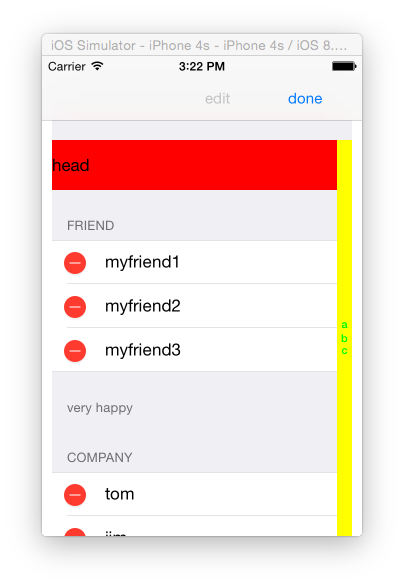 iOS Simulator - iPhone 4s - iPhone 4s / iOS 8....
Carrier 3:22 PM
edit done
head
FRIEND
myfriend1
myfriend2
myfriend3
a
b
c
very happy
COMPANY
tom
jim